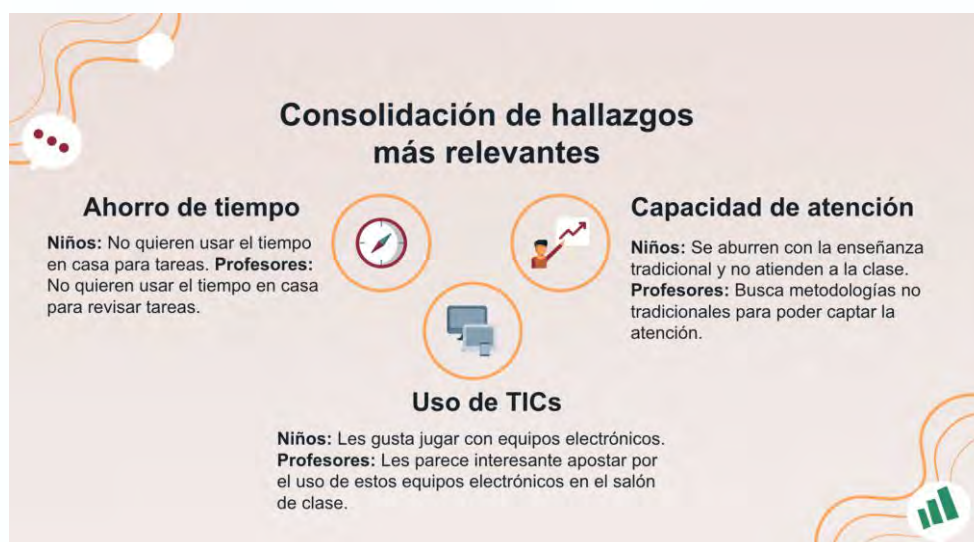 Consolidación de hallazgos
más relevantes
Ahorro de tiempo
Niños: No quieren usar el tiempo
en casa para tareas. Profesores:
No quieren usar el tiempo en casa
para revisar tareas.
Capacidad de atención
Niños: Se aburren con la enseñanza
tradicional y no atienden a la clase.
Profesores: Busca metodologías no
tradicionales para poder captar la
atención.
Uso de TICs
Niños: Les gusta jugar con equipos electrónicos.
Profesores: Les parece interesante apostar por
el uso de estos equipos electrónicos en el salón
de clase.